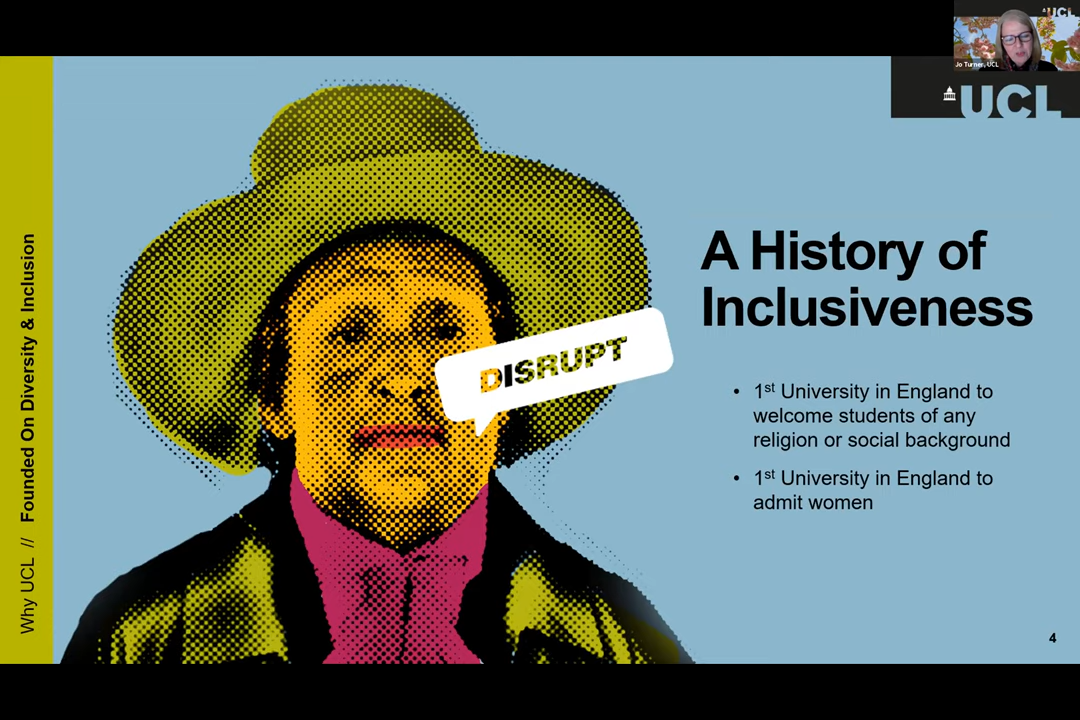 UCL
Jo Turner, UCL
UCL
Why UCL // Founded On Diversity & Inclusion
DISRUPT
A History of
Inclusiveness
• 1st University in England to
welcome students of any
religion or social background
• 1st University in England to
admit women
4